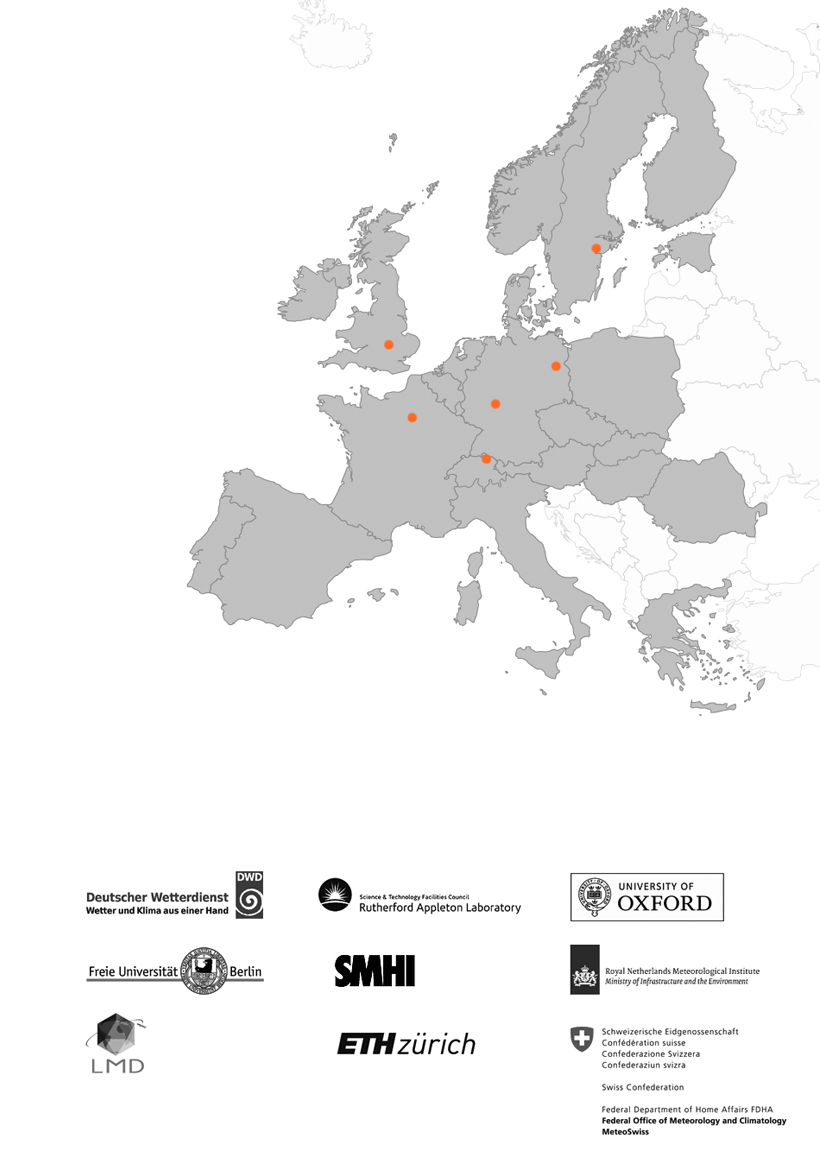 DWD
Deutscher Wetterdienst
Wetter und Klima aus einer Hand
Science & Technology Facilities Council
Rutherford Appleton Laboratory
UNIVERSITY OF
OXFORD
Freie Universität Berlin
SMHI
Royal Netherlands Meteorological Institute
Ministry of Infrastructure and the Environment
LMD
ETH zürich
Schweizerische Eidgenossenschaft
Confédération suisse
Confederazione Svizzera
Confederaziun svizra
Swiss Confederation
Federal Department of Home Affairs FDHA
Federal Office of Meteorology and Climatology
MeteoSwiss